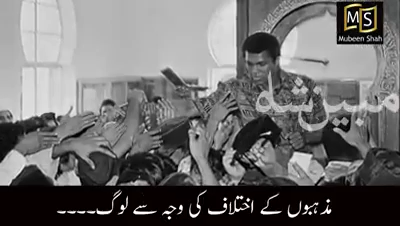 MS
Mubeen Shah
مبین شاہ
مذہبوں کے اختلاف کی وجہ سے لوگ۔۔۔۔